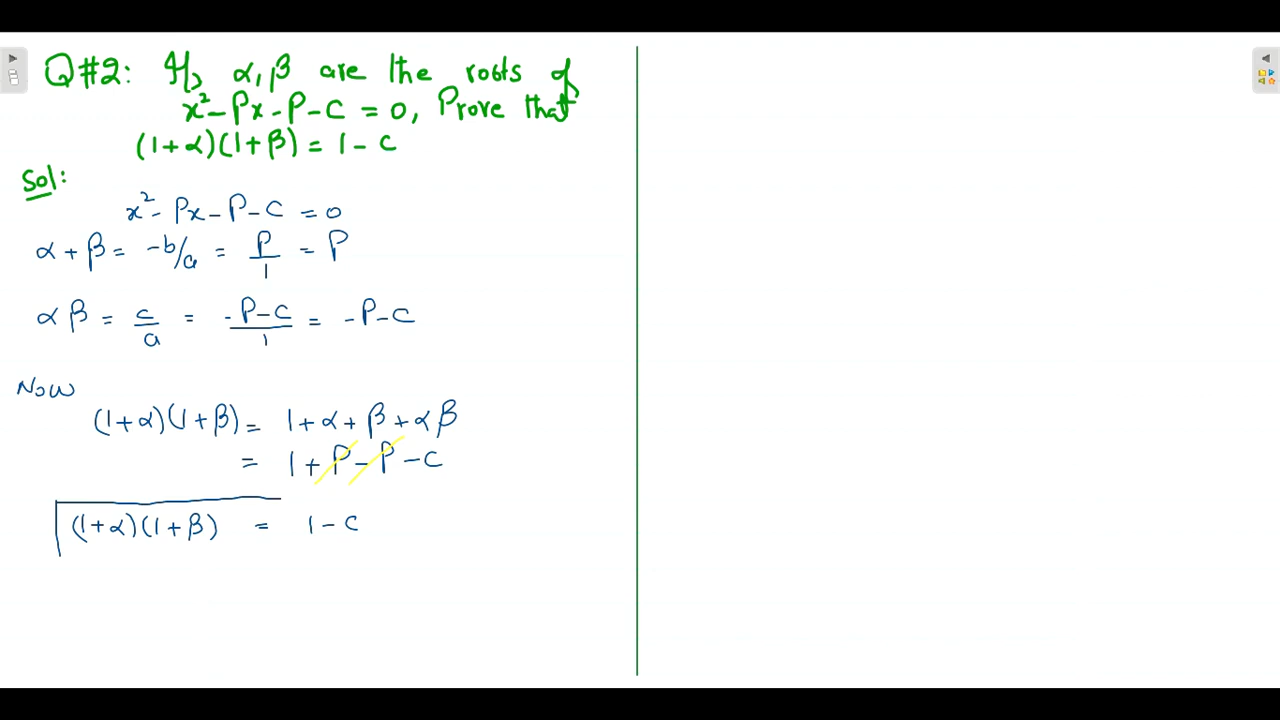 Q#2: If α, β are the roots of
x² - Px - P - C = 0, Prove that
(1+α)(1+β) = 1 - c
Sol:
x² - Px - P - C = 0
α + β = -b/a = P/1 = P
αβ = c/a = -P-C/1 = -P-C
Now
(1+α)(1+β) = 1+α+β+αβ
= 1+P-P-C
(1+α)(1+β) = 1-c